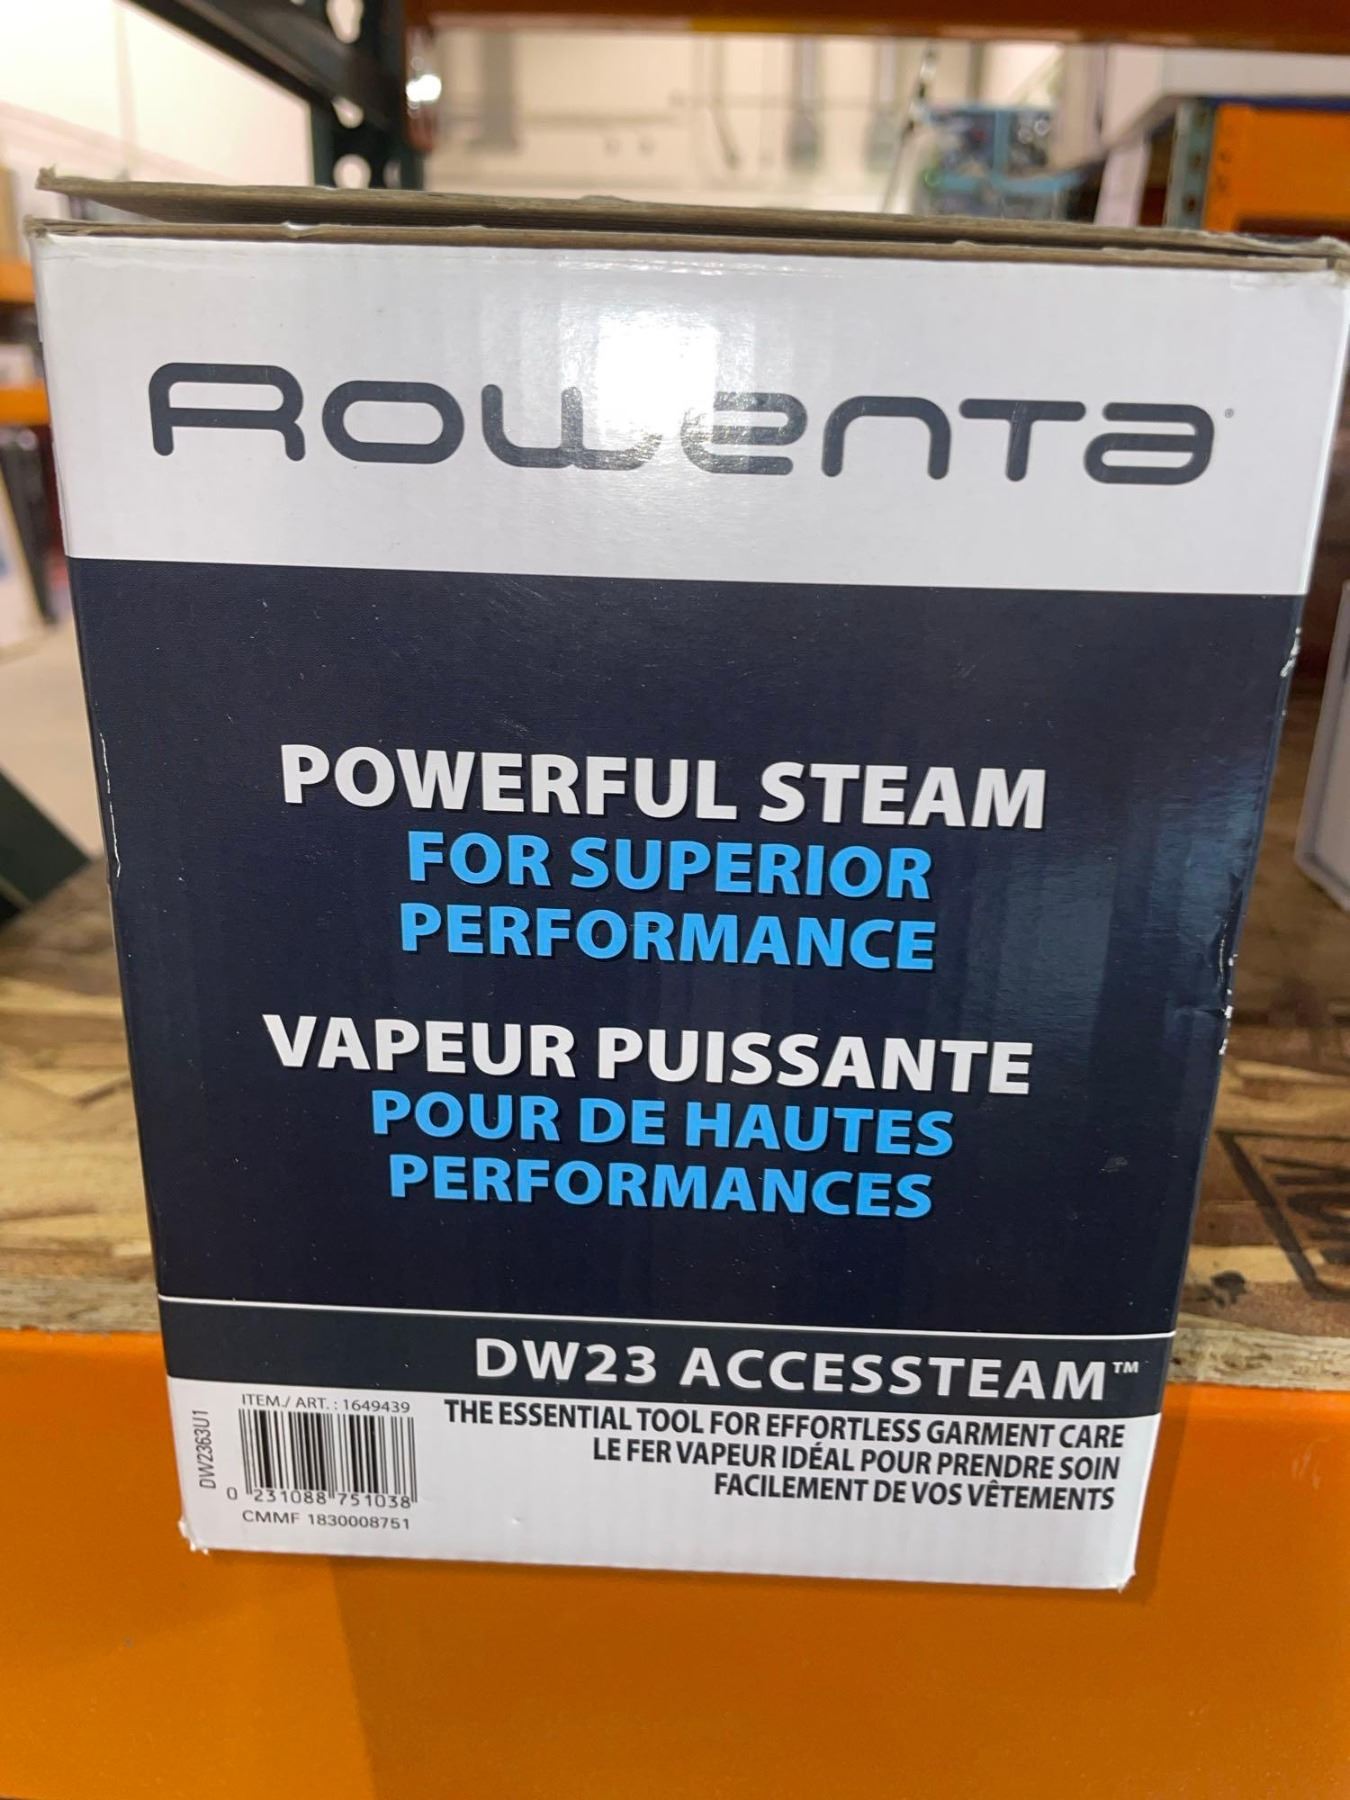 ROWENTA®
POWERFUL STEAM
FOR SUPERIOR
PERFORMANCE
VAPEUR PUISSANTE
POUR DE HAUTES
PERFORMANCES
DW23 ACCESSTEAM™
DW2363U1
ITEM./ ART. : 1649439
0 231088 751038
CMMF 1830008751
THE ESSENTIAL TOOL FOR EFFORTLESS GARMENT CARE
LE FER VAPEUR IDÉAL POUR PRENDRE SOIN
FACILEMENT DE VOS VÊTEMENTS